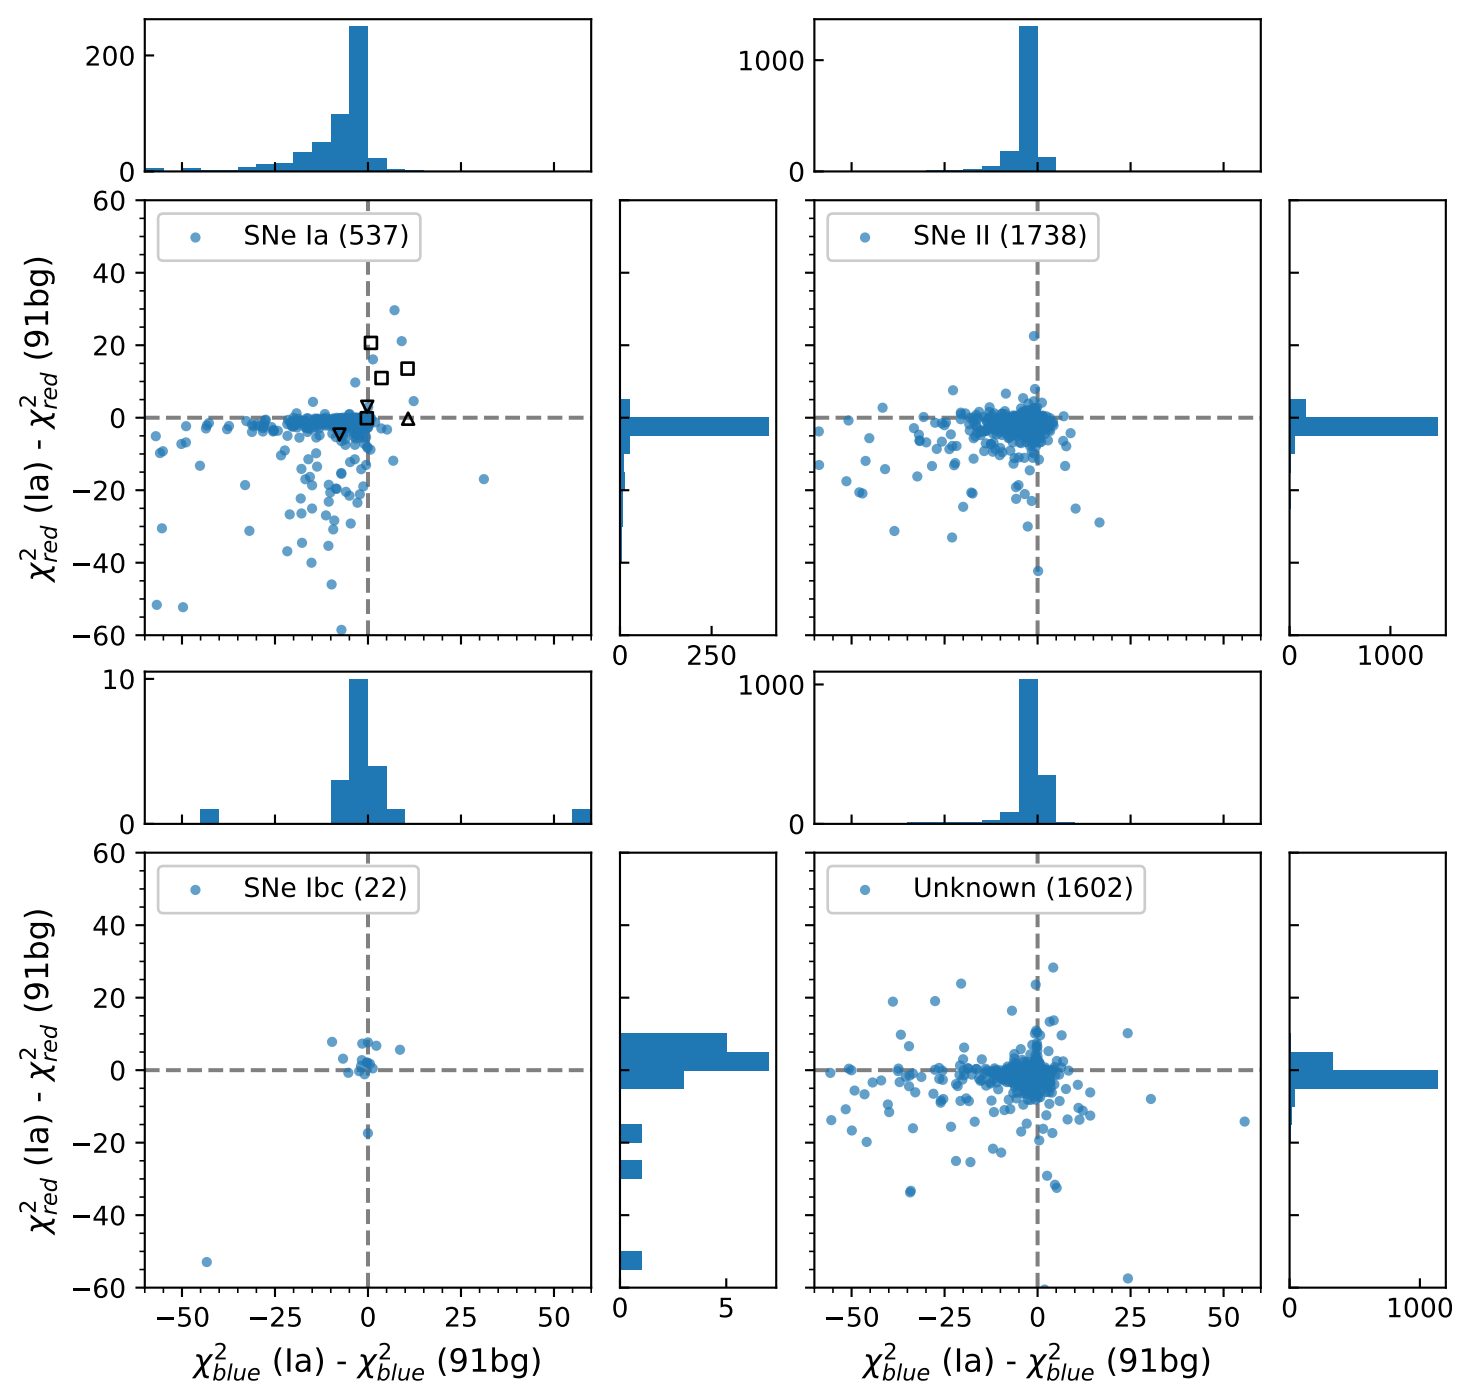 200
0
1000
0
60
40
20
0
−20
−40
−60
χ²red (Ia) - χ²red (91bg)
SNe Ia (537)
0 250
SNe II (1738)
0 1000
10
5
0
1000
0
60
40
20
0
−20
−40
−60
χ²red (Ia) - χ²red (91bg)
SNe Ibc (22)
−50 −25 0 25 50
χ²blue (Ia) - χ²blue (91bg)
0 5
Unknown (1602)
−50 −25 0 25 50
χ²blue (Ia) - χ²blue (91bg)
0 1000